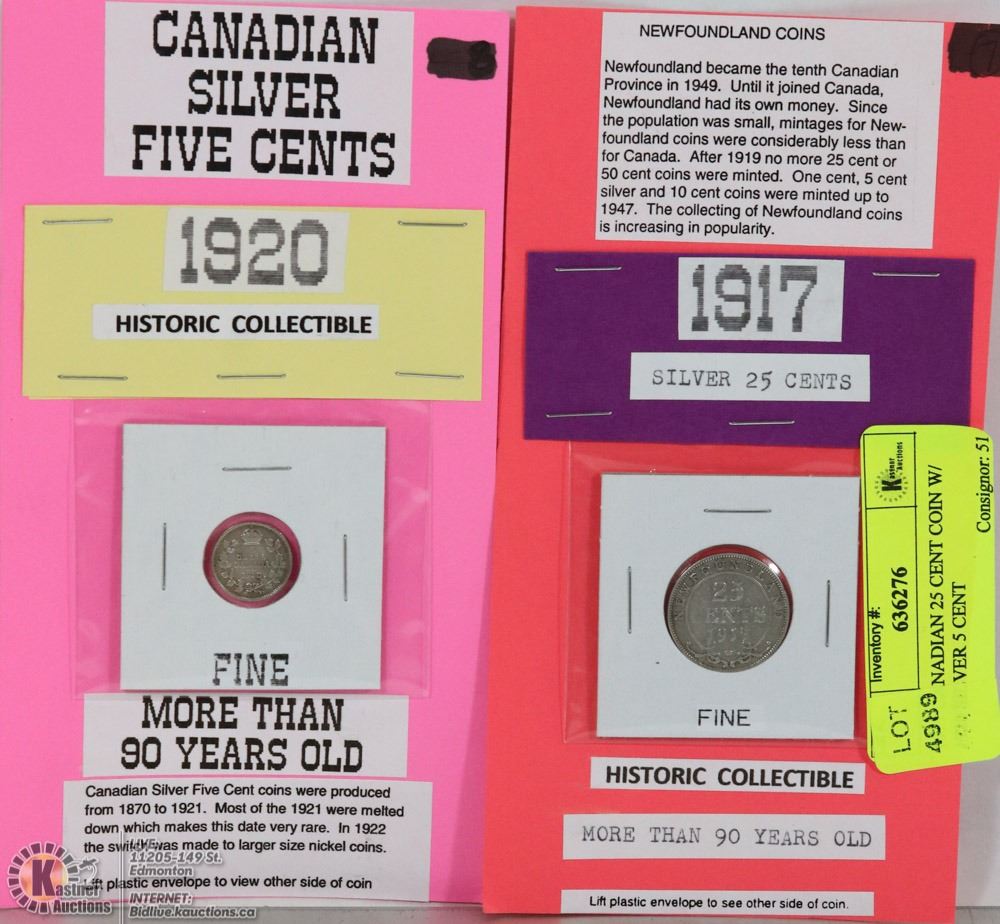 CANADIAN
SILVER
FIVE CENTS
1920
HISTORIC COLLECTIBLE
FINE
MORE THAN
90 YEARS OLD
Canadian Silver Five Cent coins were produced
from 1870 to 1921. Most of the 1921 were melted
down which makes this date very rare. In 1922
the switch was made to larger size nickel coins.
Lift plastic envelope to view other side of coin
NEWFOUNDLAND COINS
Newfoundland became the tenth Canadian
Province in 1949. Until it joined Canada,
Newfoundland had its own money. Since
the population was small, mintages for New-
foundland coins were considerably less than
for Canada. After 1919 no more 25 cent or
50 cent coins were minted. One cent, 5 cent
silver and 10 cent coins were minted up to
1947. The collecting of Newfoundland coins
is increasing in popularity.
1917
SILVER 25 CENTS
NEWFOUNDLAND
25
CENTS
1917
FINE
HISTORIC COLLECTIBLE
MORE THAN 90 YEARS OLD
Lift plastic envelope to see other side of coin.
Kastner
Auctions
Inventory #:
636276
Consignor: 51
LOT
4989
NADIAN 25 CENT COIN W/
VER 5 CENT
Kastner
Auctions
LIVE:
11205-149 St.
Edmonton
INTERNET:
Bidlive.kauctions.ca